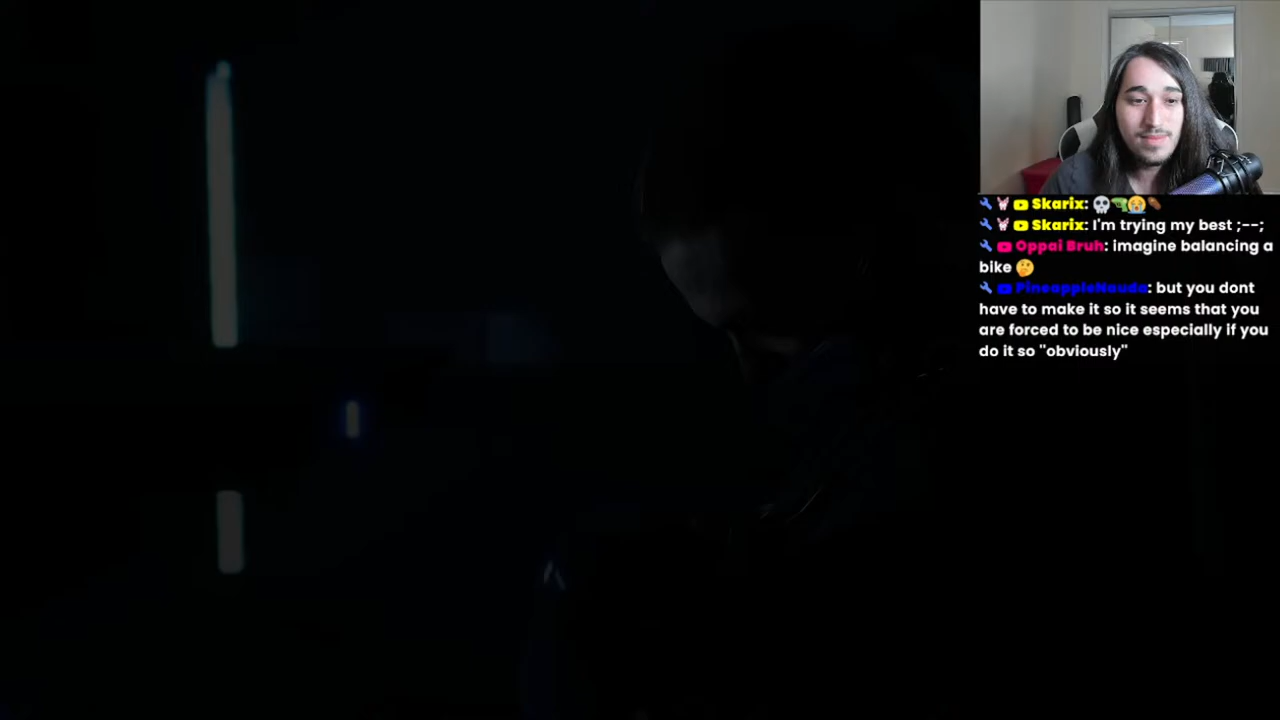 Skarix: 💀🔫😭⚰️
Skarix: I'm trying my best ;--;
Oppai Bruh: imagine balancing a
bike 🤔
PineappleNauda: but you dont
have to make it so it seems that you
are forced to be nice especially if you
do it so "obviously"